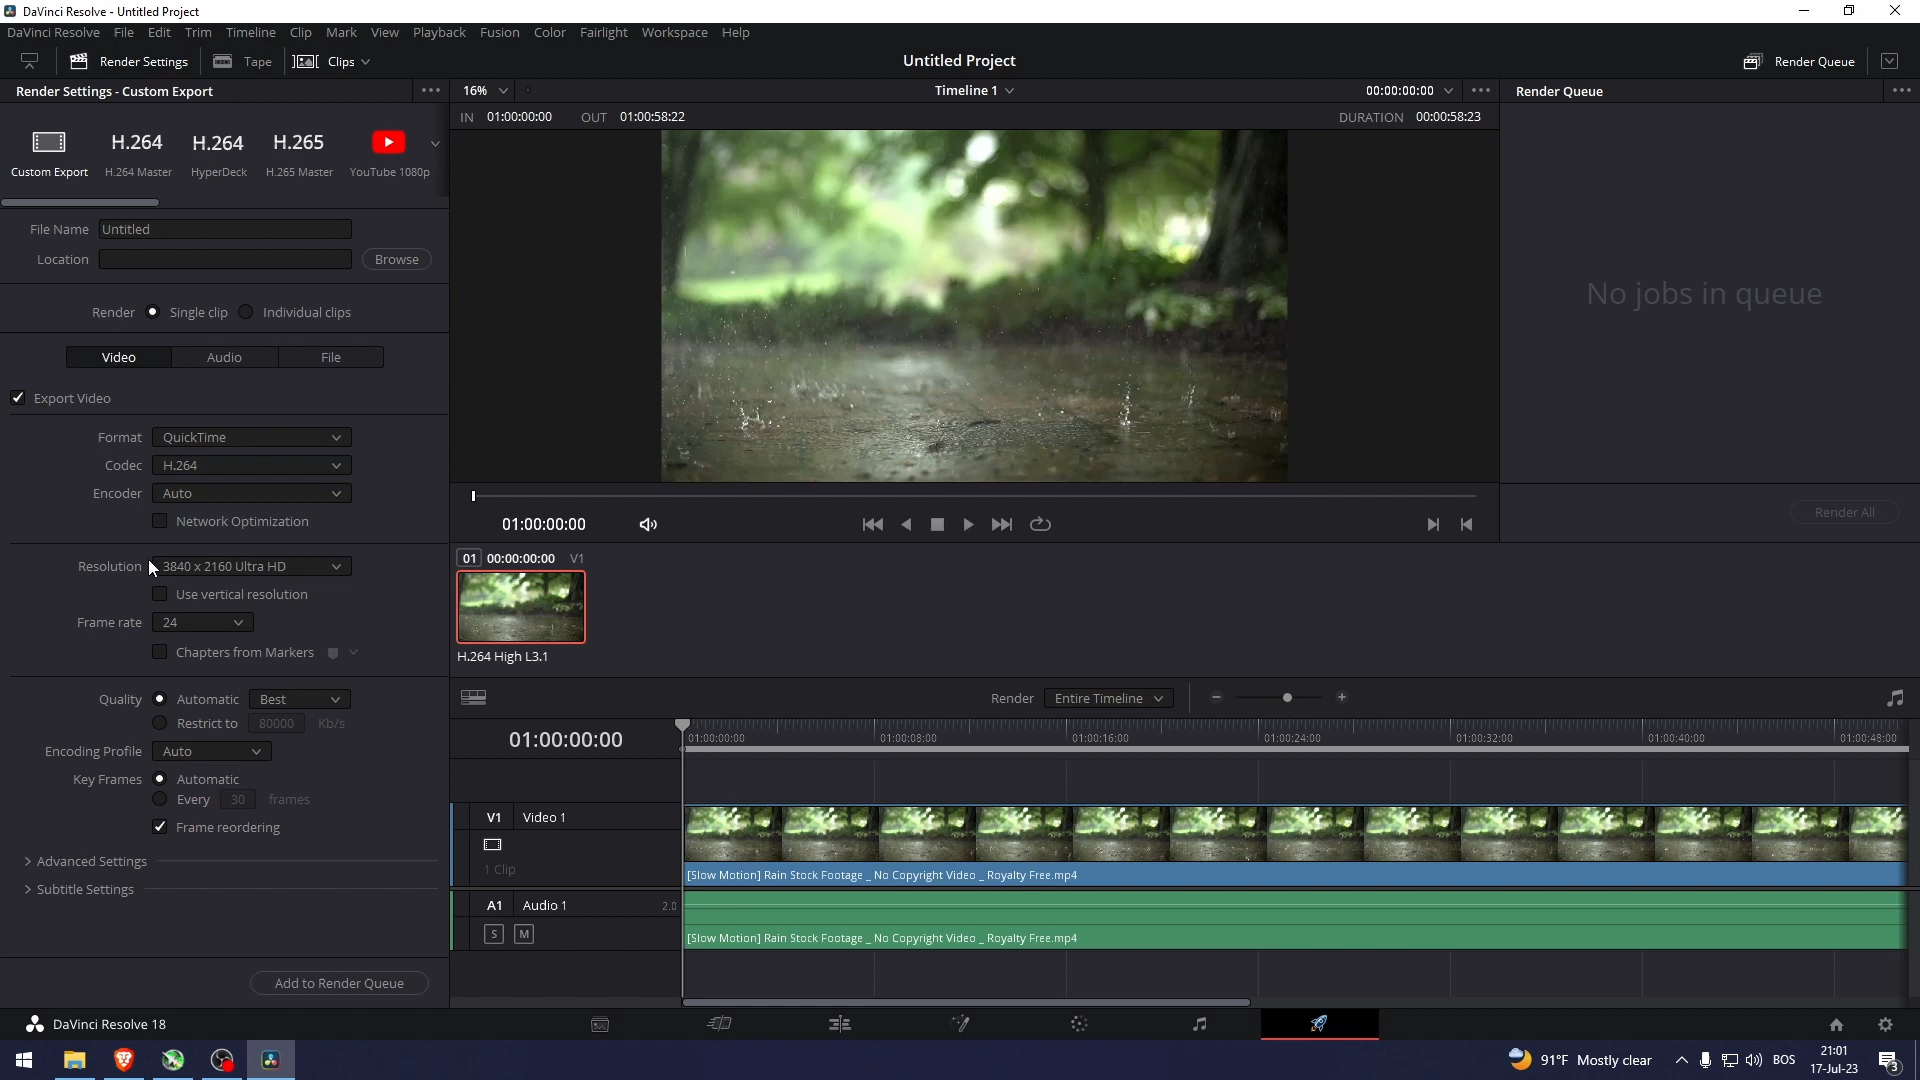 DaVinci Resolve - Untitled Project
DaVinci Resolve File Edit Trim Timeline Clip Mark View Playback Fusion Color Fairlight Workspace Help
Render Settings Tape Clips Untitled Project Render Queue
Render Settings - Custom Export 16% Timeline 1 00:00:00:00 Render Queue
IN 01:00:00:00 OUT 01:00:58:22 DURATION 00:00:58:23
H.264 H.264 H.265
Custom Export H.264 Master HyperDeck H.265 Master YouTube 1080p
File Name Untitled
Location Browse
No jobs in queue
Render Single clip Individual clips
Video Audio File
Export Video
Format QuickTime
Codec H.264
Encoder Auto
Network Optimization
01:00:00:00
Render All
01 00:00:00:00 V1
Resolution 3840 x 2160 Ultra HD
Use vertical resolution
Frame rate 24
Chapters from Markers
H.264 High L3.1
Quality Automatic Best
Restrict to 80000 Kb/s
Render Entire Timeline
01:00:00:00
01:00:00:00 01:00:08:00 01:00:16:00 01:00:24:00 01:00:32:00 01:00:40:00 01:00:48:00
Encoding Profile Auto
Key Frames Automatic
Every 30 frames
Frame reordering
Advanced Settings
Subtitle Settings
V1 Video 1
1 Clip
[Slow Motion] Rain Stock Footage _ No Copyright Video _ Royalty Free.mp4
A1 Audio 1 2.0
S M
[Slow Motion] Rain Stock Footage _ No Copyright Video _ Royalty Free.mp4
Add to Render Queue
DaVinci Resolve 18
91°F Mostly clear BOS 21:01
17-Jul-23 3